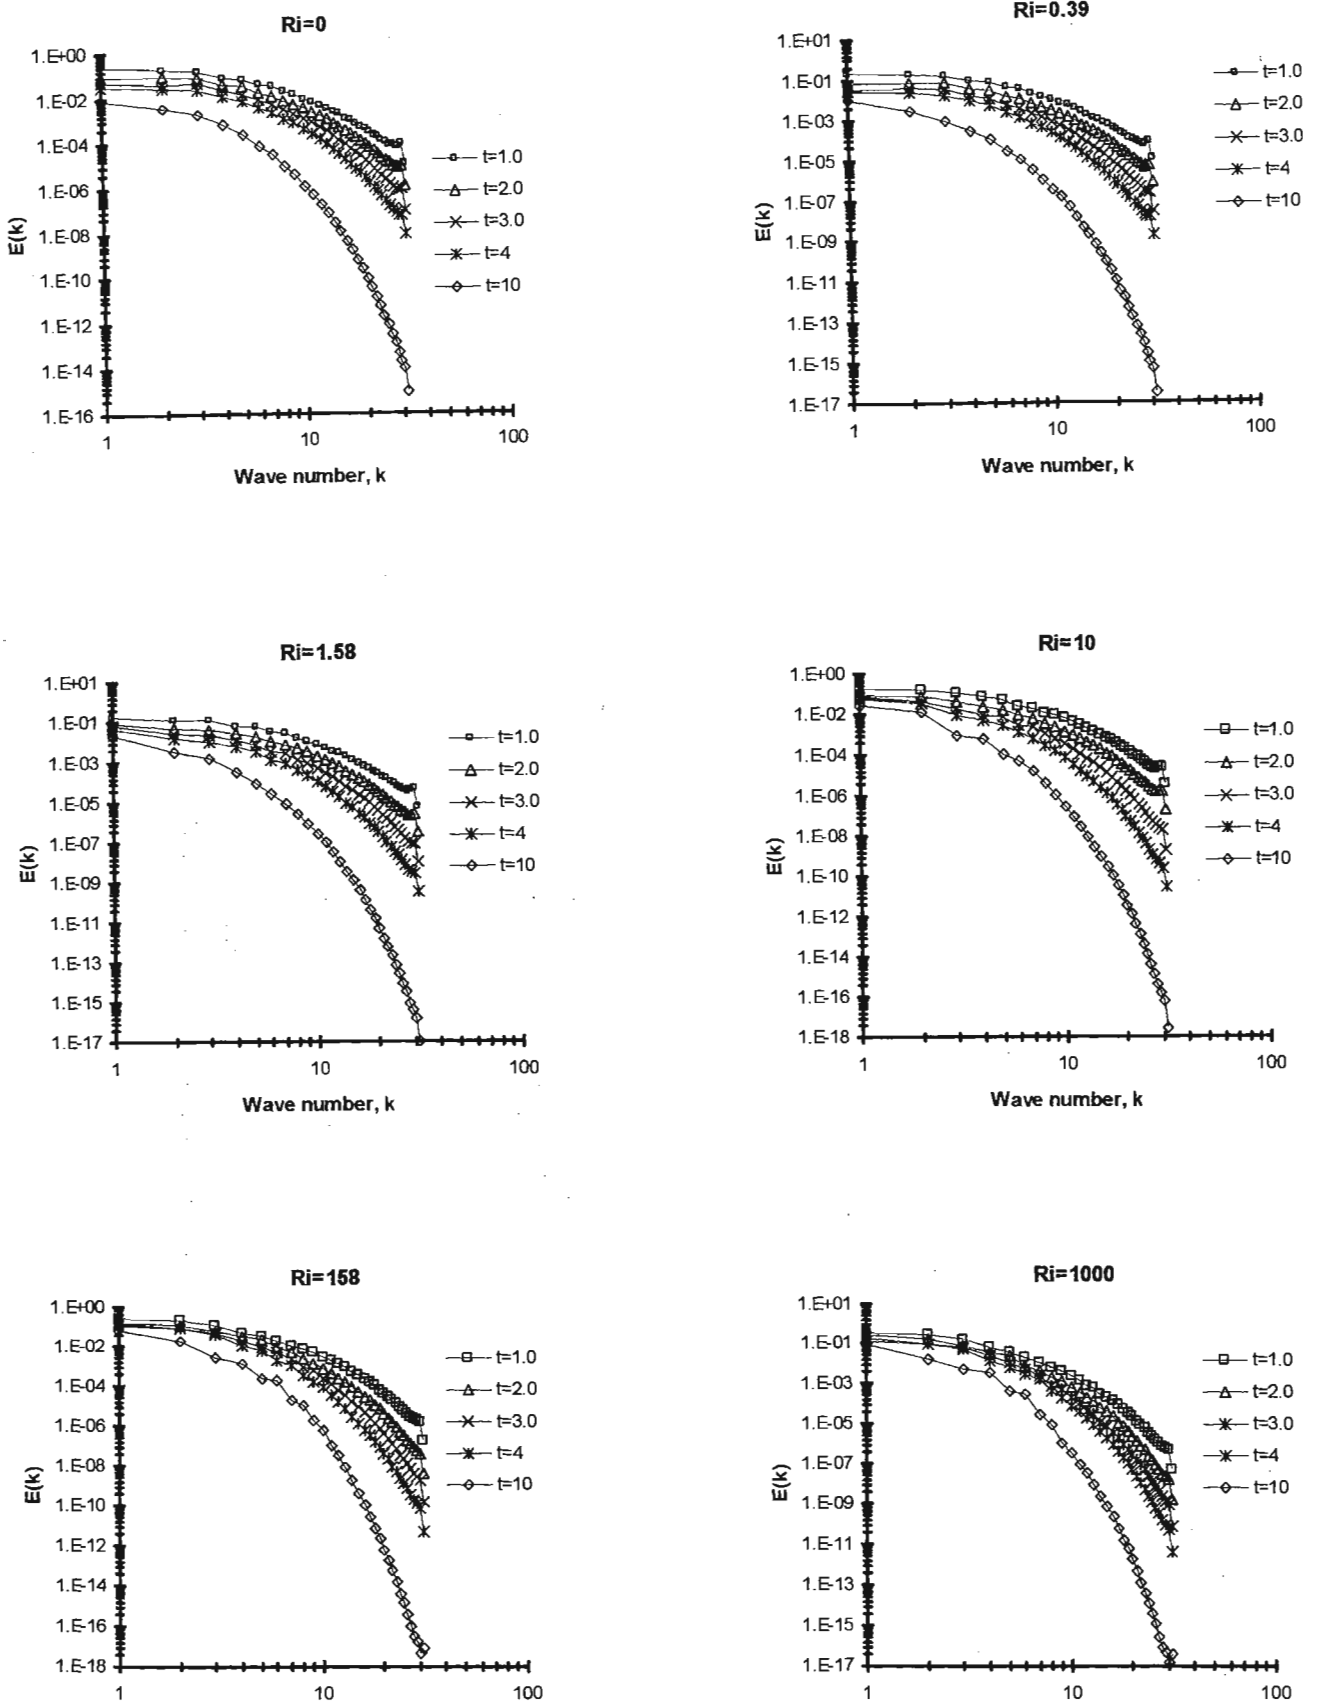 Ri=0
1.E+00
1.E-02
1.E-04
1.E-06
1.E-08
1.E-10
1.E-12
1.E-14
1.E-16
E(k)
1
10
100
Wave number, k
t=1.0
t=2.0
t=3.0
t=4
t=10
Ri=0.39
1.E+01
1.E-01
1.E-03
1.E-05
1.E-07
1.E-09
1.E-11
1.E-13
1.E-15
1.E-17
E(k)
1
10
100
Wave number, k
t=1.0
t=2.0
t=3.0
t=4
t=10
Ri=1.58
1.E+01
1.E-01
1.E-03
1.E-05
1.E-07
1.E-09
1.E-11
1.E-13
1.E-15
1.E-17
E(k)
1
10
100
Wave number, k
t=1.0
t=2.0
t=3.0
t=4
t=10
Ri=10
1.E+00
1.E-02
1.E-04
1.E-06
1.E-08
1.E-10
1.E-12
1.E-14
1.E-16
1.E-18
E(k)
1
10
100
Wave number, k
t=1.0
t=2.0
t=3.0
t=4
t=10
Ri=158
1.E+00
1.E-02
1.E-04
1.E-06
1.E-08
1.E-10
1.E-12
1.E-14
1.E-16
1.E-18
E(k)
1
10
100
t=1.0
t=2.0
t=3.0
t=4
t=10
Ri=1000
1.E+01
1.E-01
1.E-03
1.E-05
1.E-07
1.E-09
1.E-11
1.E-13
1.E-15
1.E-17
E(k)
1
10
100
t=1.0
t=2.0
t=3.0
t=4
t=10